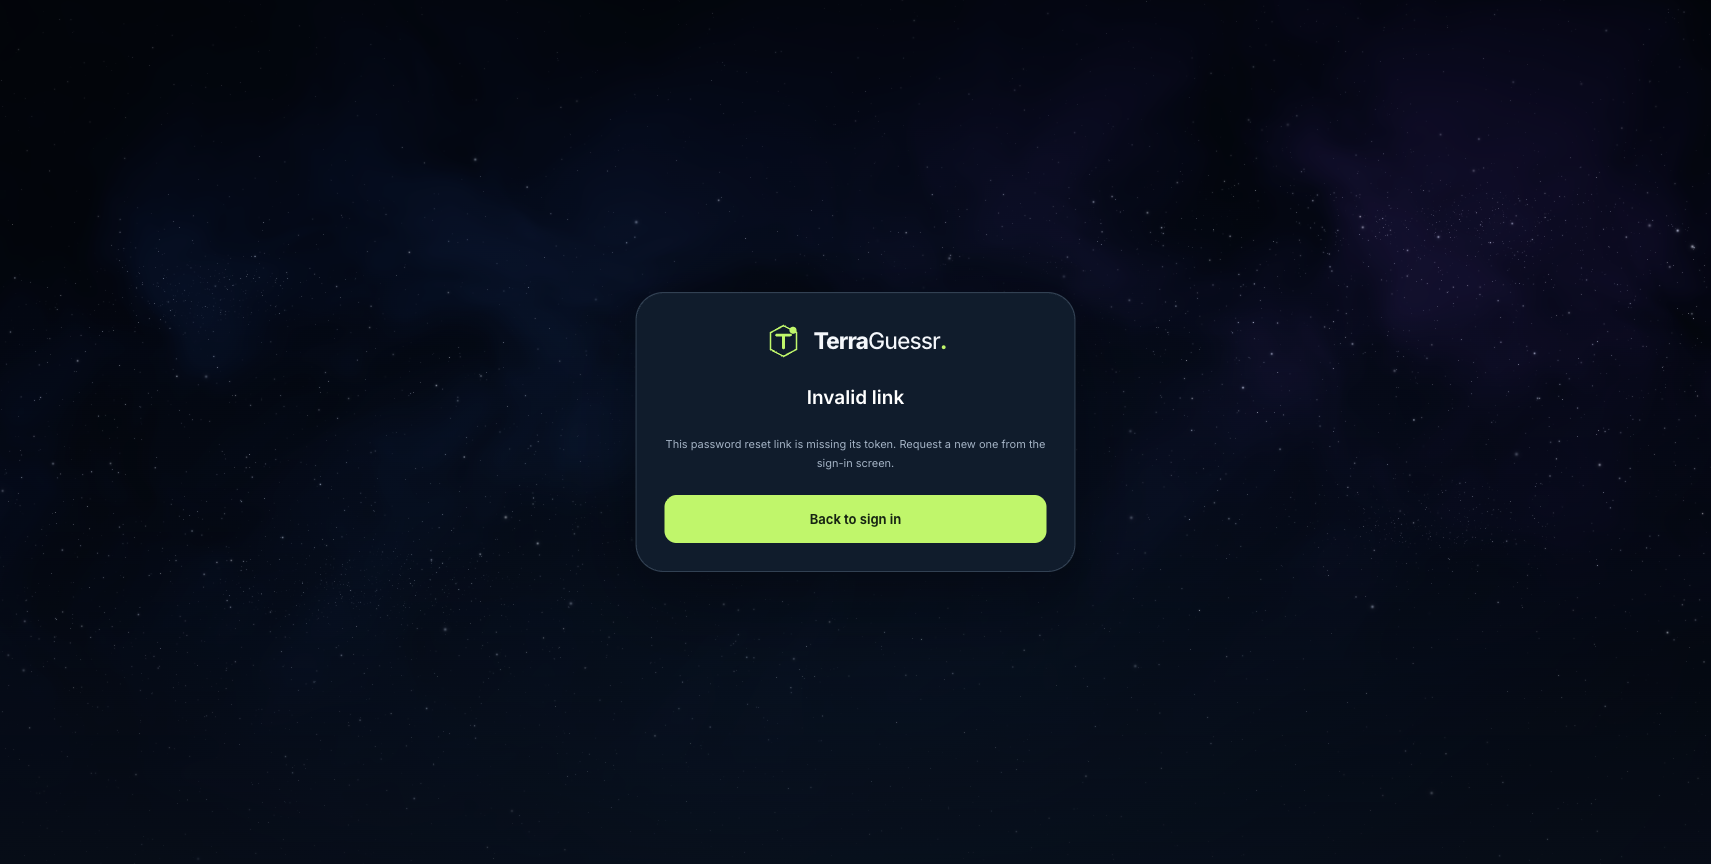 TerraGuessr.
Invalid link
This password reset link is missing its token. Request a new one from the
sign-in screen.
Back to sign in